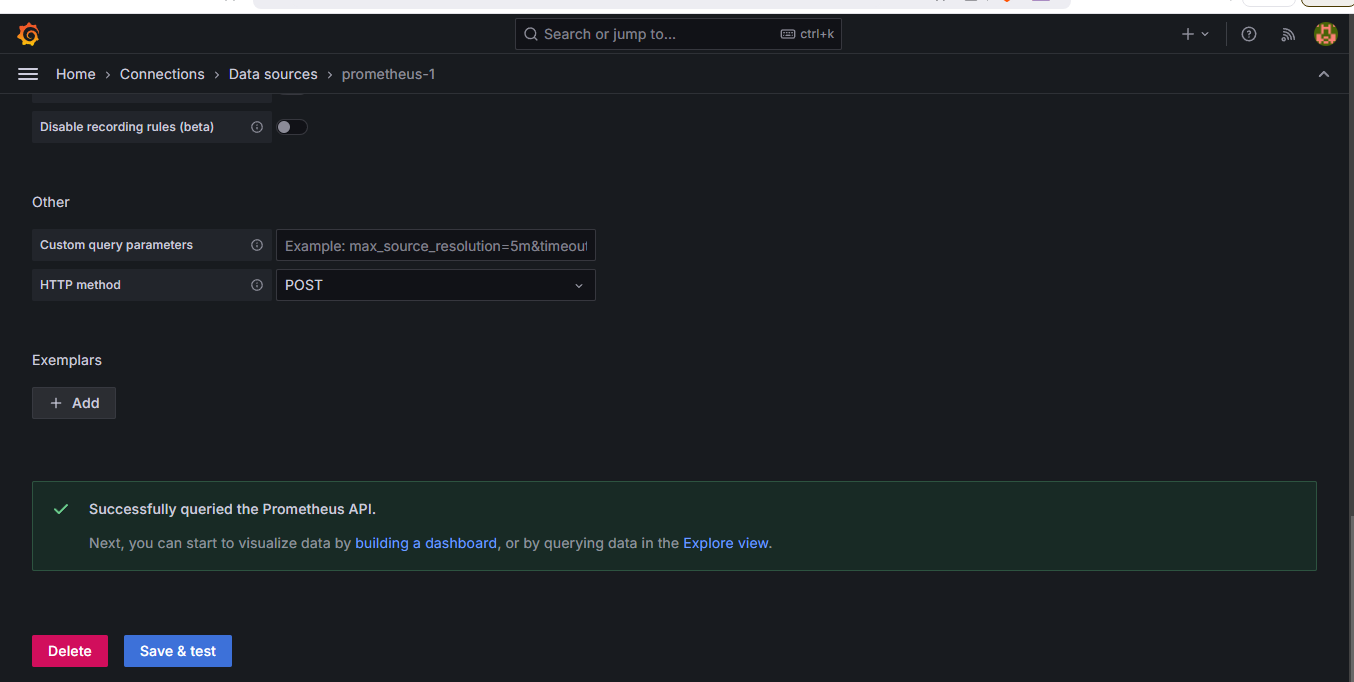 Search or jump to... ctrl+k
Home › Connections › Data sources › prometheus-1
Disable recording rules (beta)
Other
Custom query parameters Example: max_source_resolution=5m&timeout
HTTP method POST
Exemplars
+ Add
Successfully queried the Prometheus API.
Next, you can start to visualize data by building a dashboard, or by querying data in the Explore view.
Delete Save & test